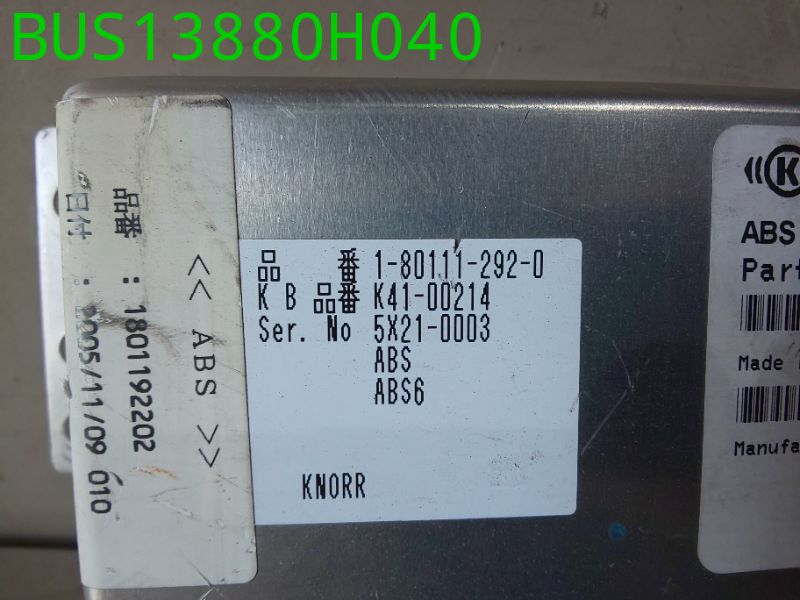 BUS13880H040
<< ABS >>
品番 : 1801192202
日付 : 2005/11/09 010
品 番 1-80111-292-0
K B 品番 K41-00214
Ser. No 5X21-0003
ABS
ABS6
KNORR
K
ABS
Part
Made
Manufa